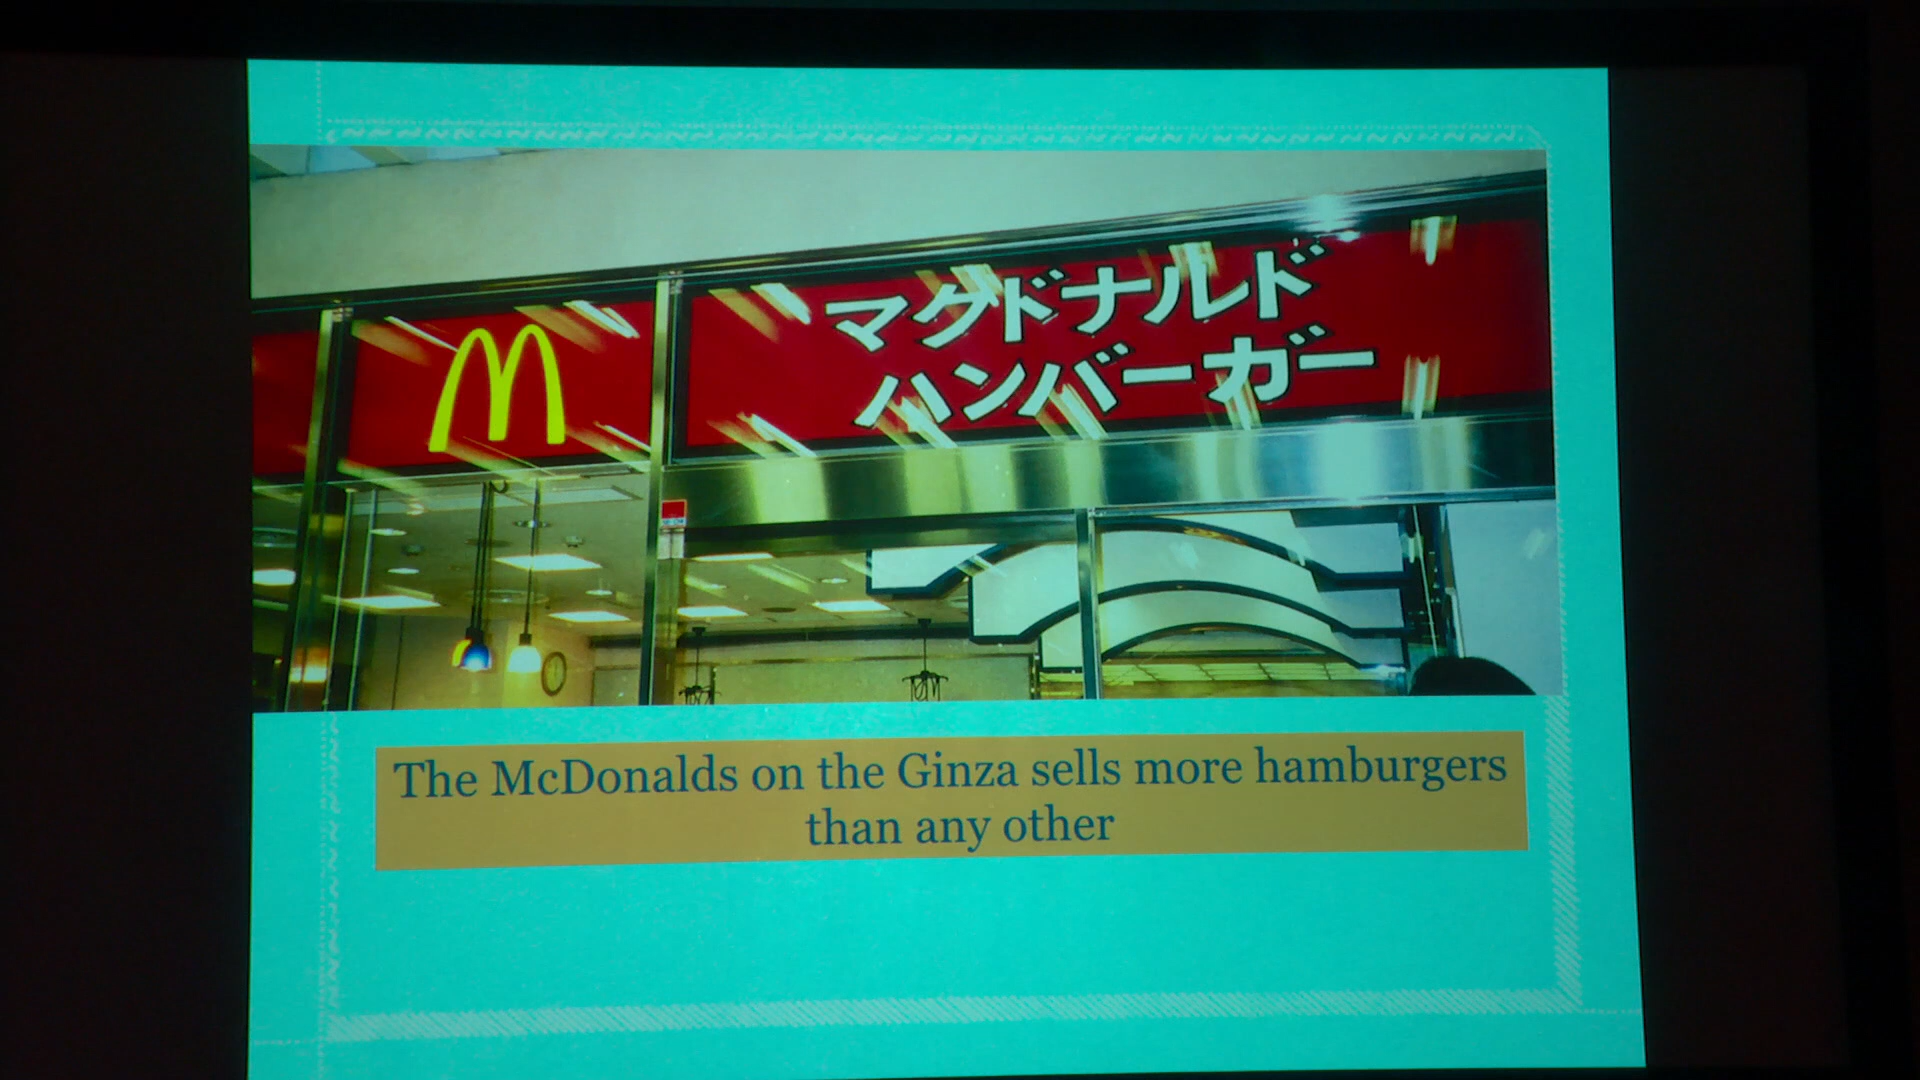 マクドナルド
ハンバーガー
The McDonalds on the Ginza sells more hamburgers
than any other